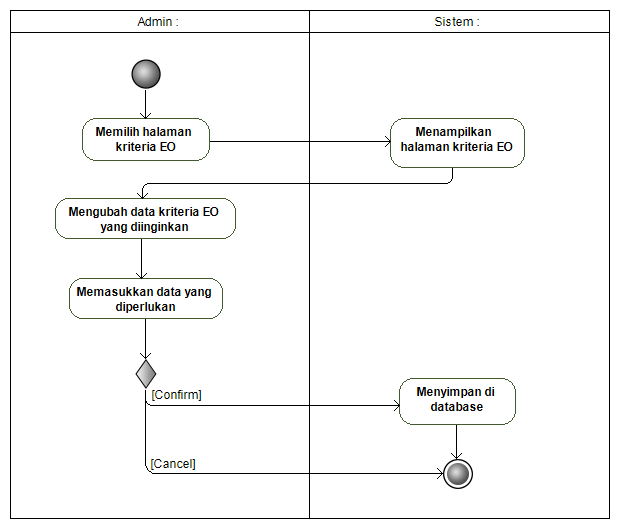 Admin :
Sistem :
Memilih halaman
kriteria EO
Menampilkan
halaman kriteria EO
Mengubah data kriteria EO
yang diinginkan
Memasukkan data yang
diperlukan
[Confirm]
Menyimpan di
database
[Cancel]